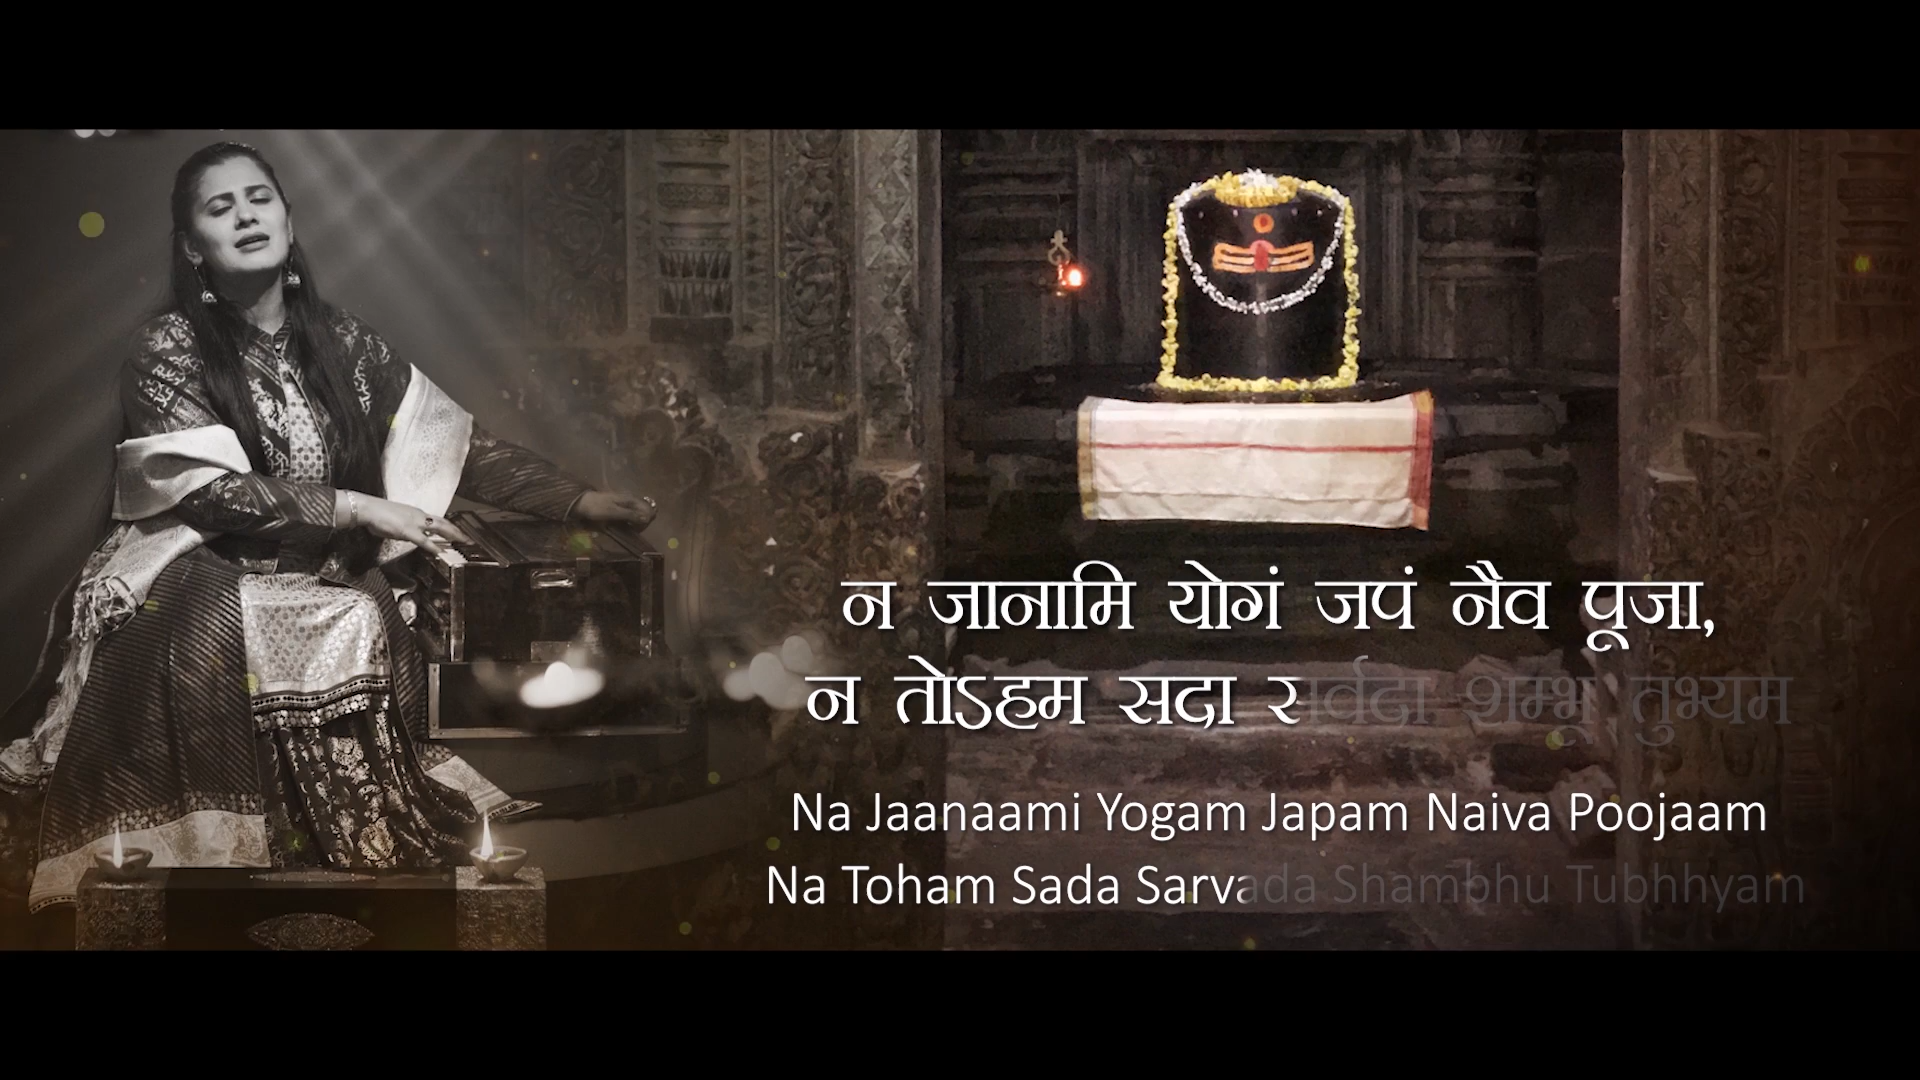 न जानामि योगं जपं नैव पूजा,
न तोऽहम सदा सर्वदा शम्भू तुभ्यम
Na Jaanaami Yogam Japam Naiva Poojaam
Na Toham Sada Sarvada Shambhu Tubhhyam